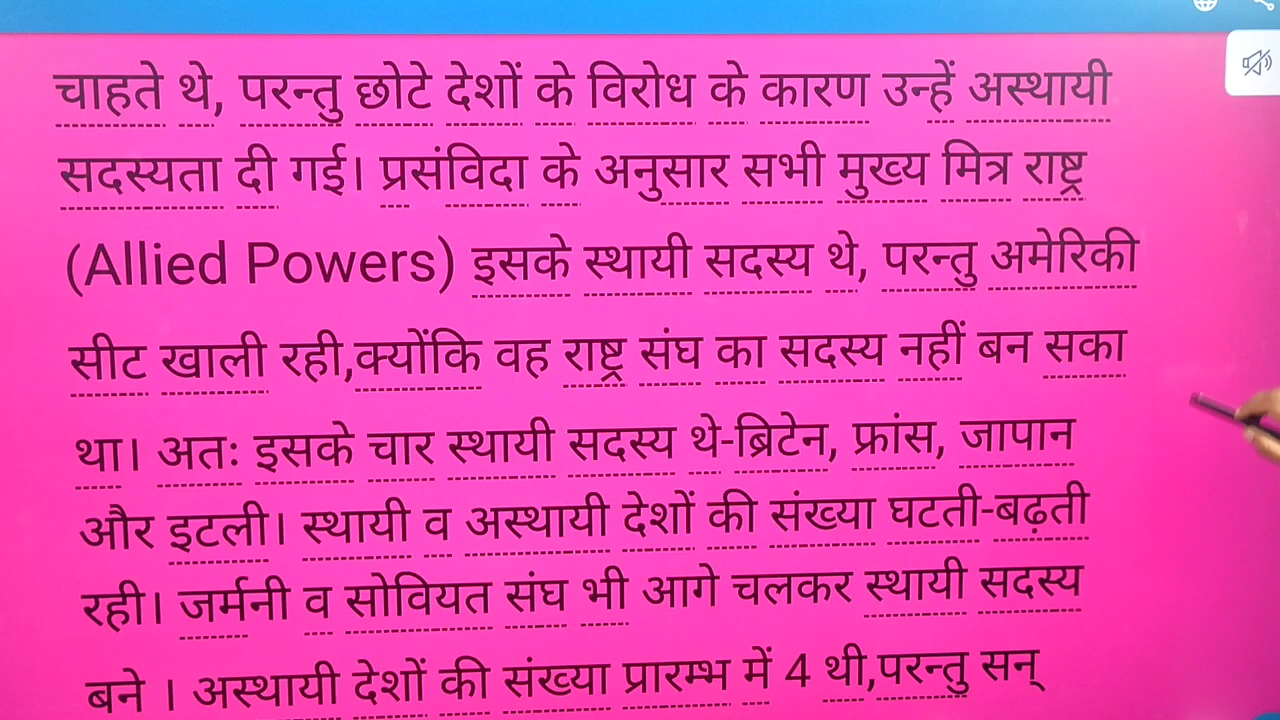 चाहते थे, परन्तु छोटे देशों के विरोध के कारण उन्हें अस्थायी
सदस्यता दी गई। प्रसंविदा के अनुसार सभी मुख्य मित्र राष्ट्र
(Allied Powers) इसके स्थायी सदस्य थे, परन्तु अमेरिकी
सीट खाली रही,क्योंकि वह राष्ट्र संघ का सदस्य नहीं बन सका
था। अतः इसके चार स्थायी सदस्य थे-ब्रिटेन, फ्रांस, जापान
और इटली। स्थायी व अस्थायी देशों की संख्या घटती-बढ़ती
रही। जर्मनी व सोवियत संघ भी आगे चलकर स्थायी सदस्य
बने । अस्थायी देशों की संख्या प्रारम्भ में 4 थी,परन्तु सन्